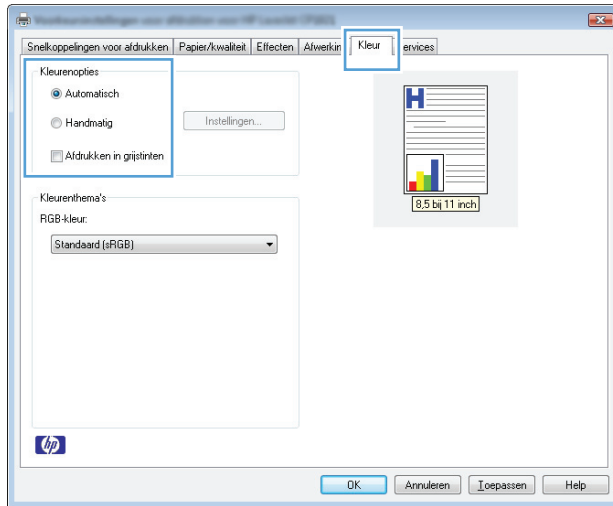 Snelkoppelingen voor afdrukken Papier/kwaliteit Effecten Afwerkin Kleur ervices
Kleurenopties
Automatisch
Handmatig
Instellingen...
Afdrukken in grijstinten
H
8,5 bij 11 inch
Kleurenthema's
RGB-kleur:
Standaard (sRGB)
hp
OK Annuleren Toepassen Help